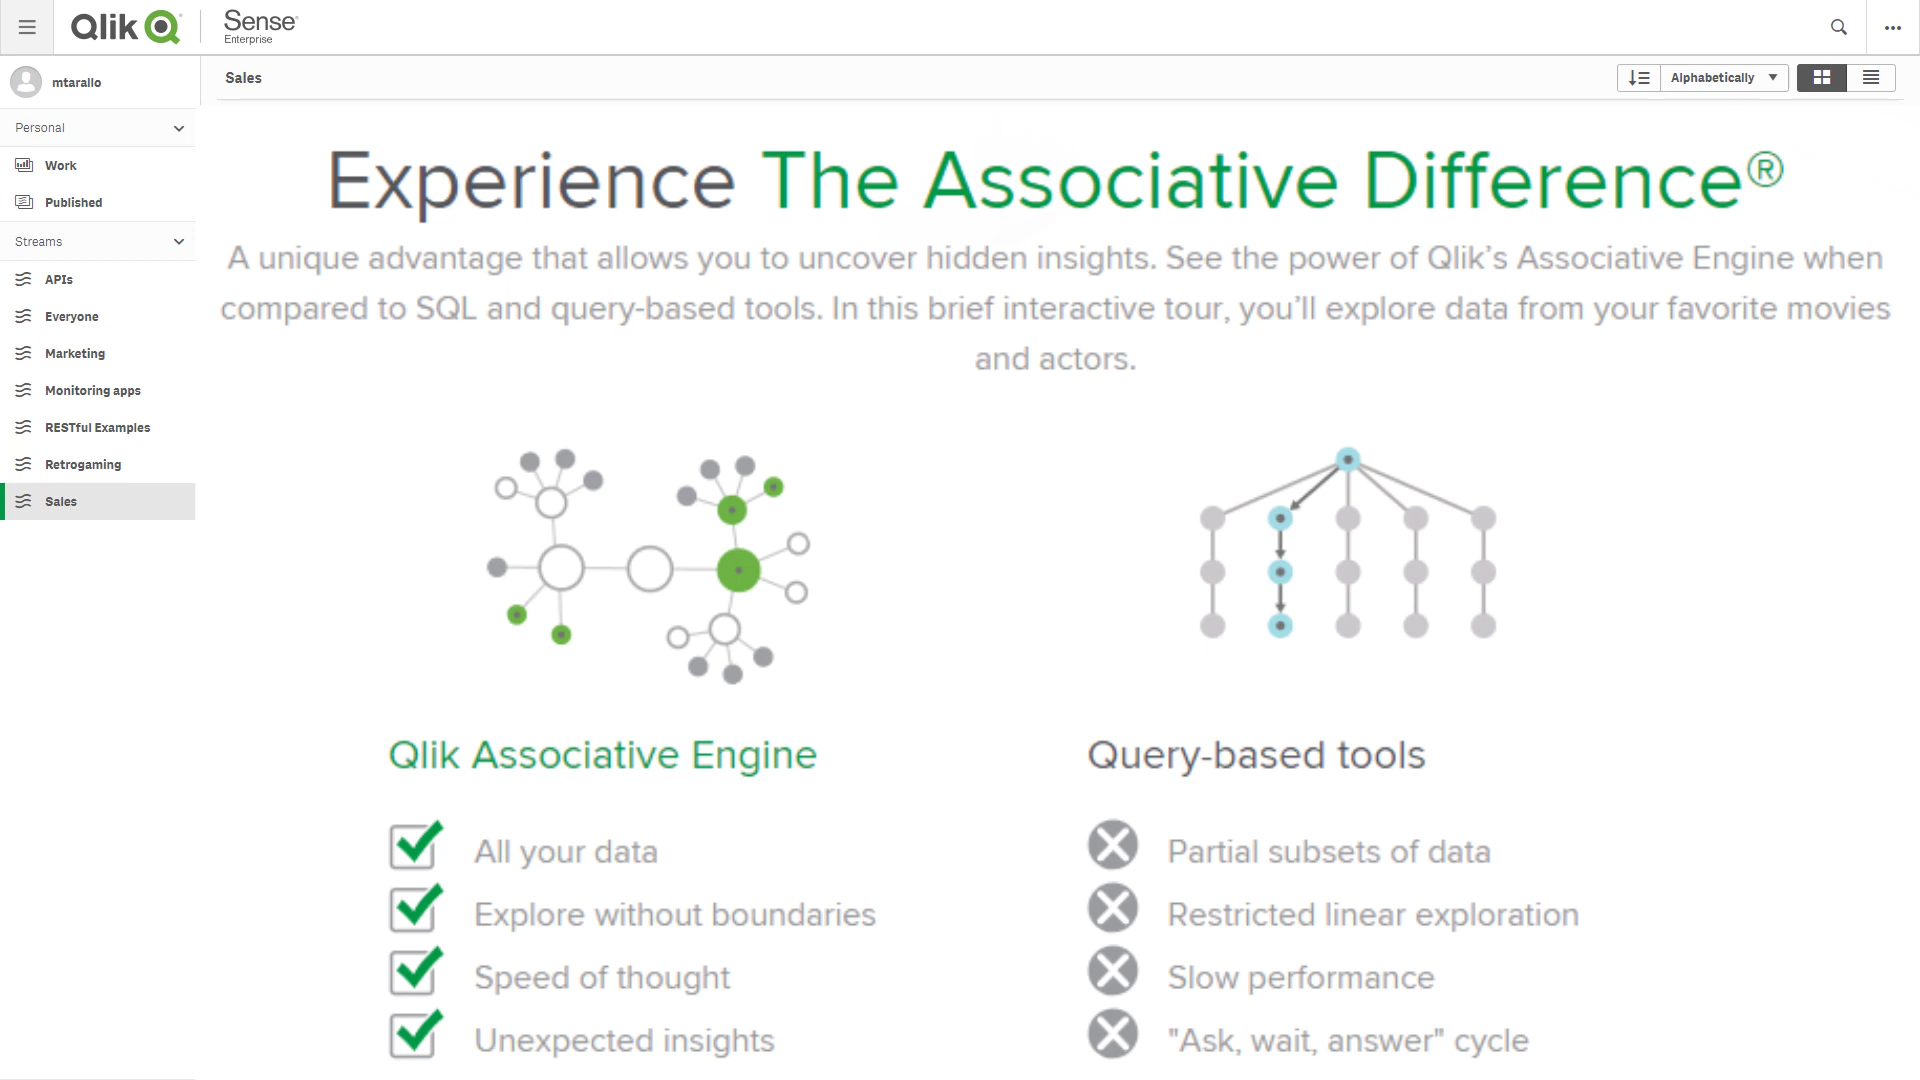 Qlik
Sense
Enterprise
mtarallo
Sales
Alphabetically
Personal
Work
Published
Streams
APIs
Everyone
Marketing
Monitoring apps
RESTful Examples
Retrogaming
Sales
Experience The Associative Difference®
A unique advantage that allows you to uncover hidden insights. See the power of Qlik’s Associative Engine when
compared to SQL and query-based tools. In this brief interactive tour, you’ll explore data from your favorite movies
and actors.
Qlik Associative Engine
All your data
Explore without boundaries
Speed of thought
Unexpected insights
Query-based tools
Partial subsets of data
Restricted linear exploration
Slow performance
"Ask, wait, answer" cycle